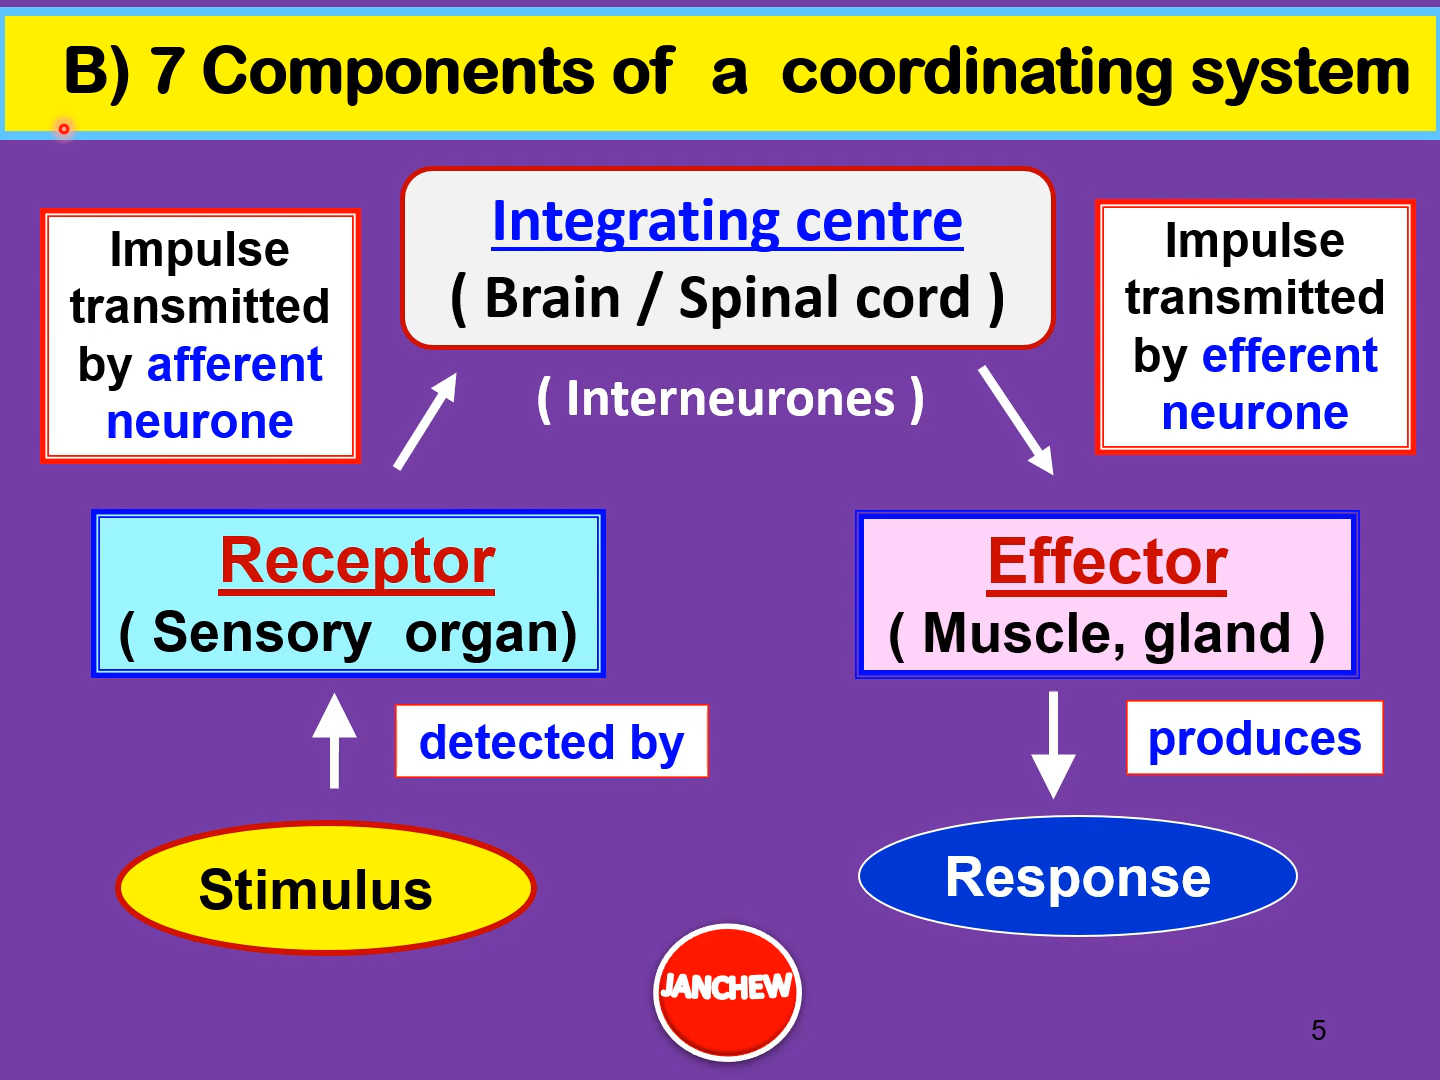 B) 7 Components of a coordinating system
Integrating centre
( Brain / Spinal cord )
( Interneurones )
Impulse
transmitted
by afferent
neurone
Impulse
transmitted
by efferent
neurone
Receptor
( Sensory organ)
Effector
( Muscle, gland )
detected by
produces
Stimulus
Response
JANCHEW
5